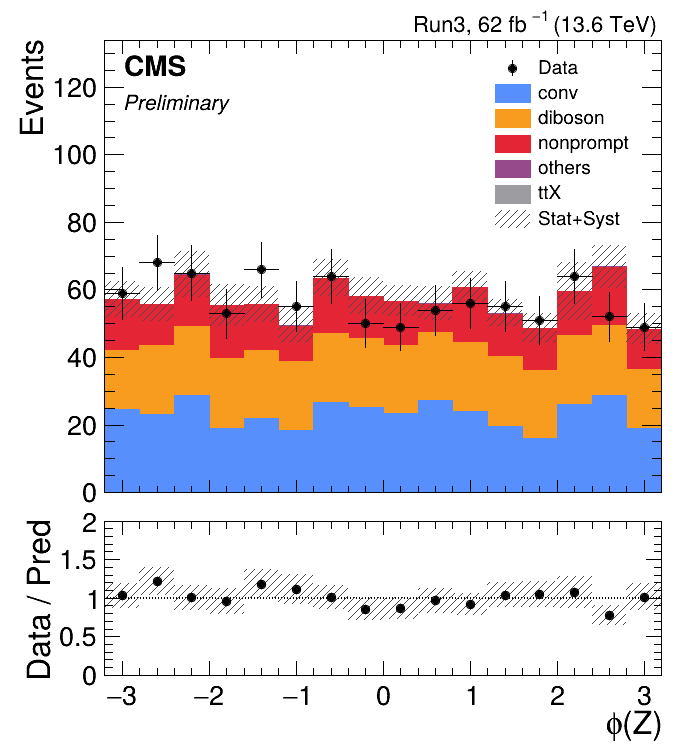 Run3, 62 fb⁻¹ (13.6 TeV)
CMS
Preliminary
Events
120
100
80
60
40
20
0
Data
conv
diboson
nonprompt
others
ttX
Stat+Syst
Data / Pred
2
1.5
1
0.5
0
−3 −2 −1 0 1 2 3
ϕ(Z)